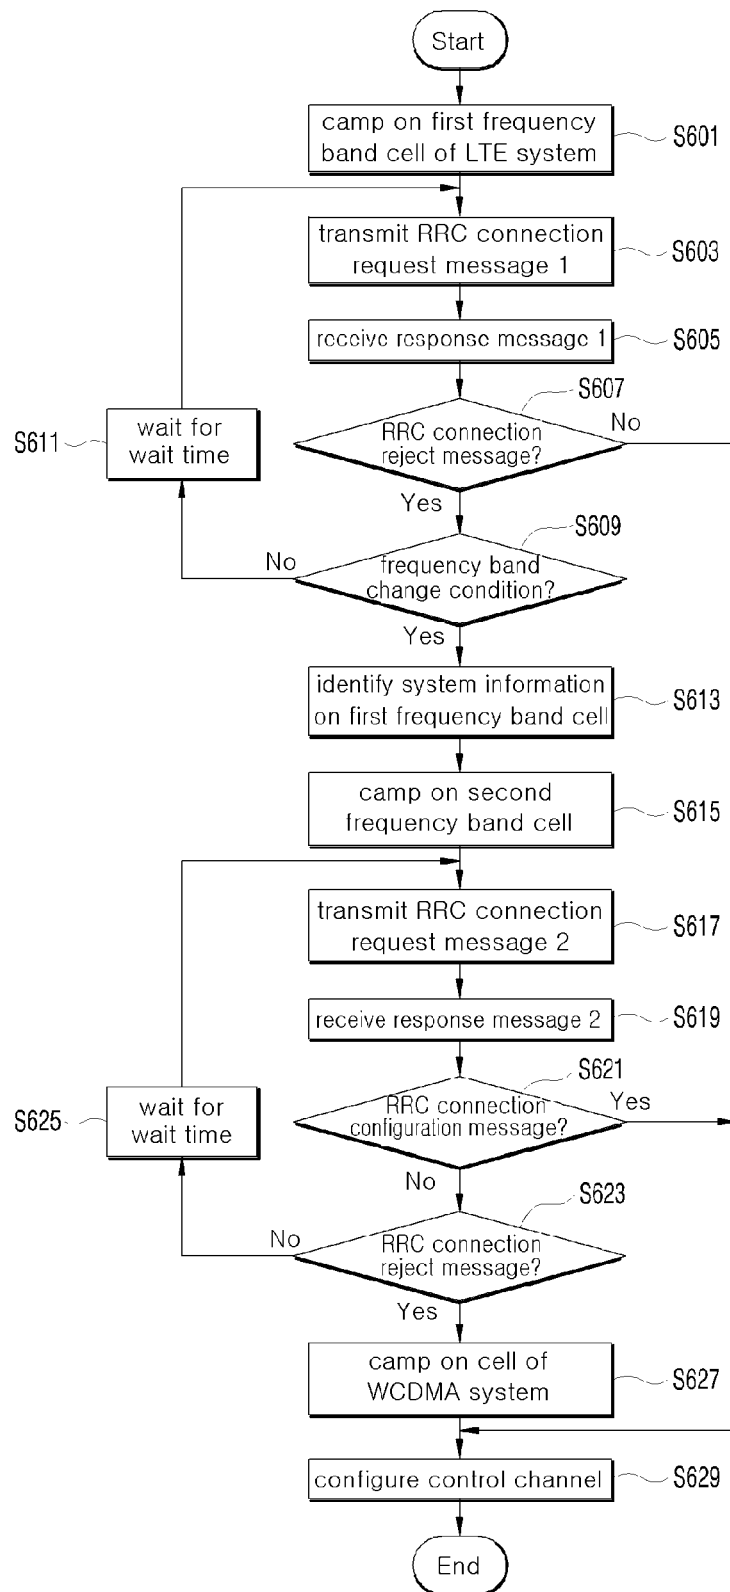 Start
camp on first frequency
band cell of LTE system
S601
transmit RRC connection
request message 1
S603
receive response message 1
S605
S607
RRC connection
reject message?
No
S611
wait for
wait time
Yes
S609
frequency band
change condition?
No
Yes
identify system information
on first frequency band cell
S613
camp on second
frequency band cell
S615
transmit RRC connection
request message 2
S617
receive response message 2
S619
S621
RRC connection
configuration message?
Yes
S625
wait for
wait time
No
S623
RRC connection
reject message?
No
Yes
camp on cell of
WCDMA system
S627
configure control channel
S629
End